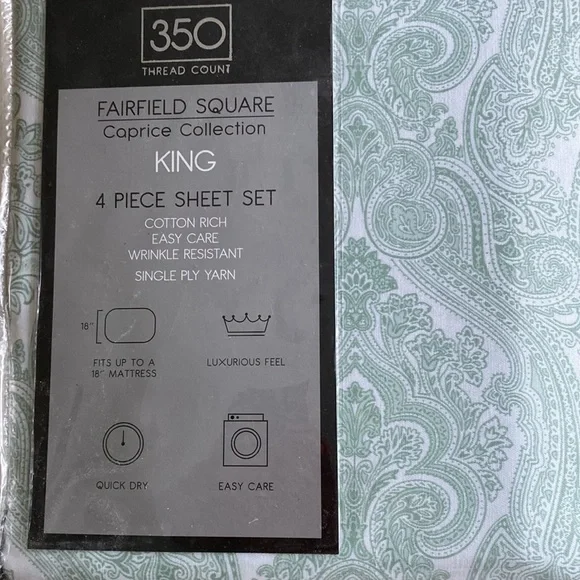 350
THREAD COUNT
FAIRFIELD SQUARE
Caprice Collection
KING
4 PIECE SHEET SET
COTTON RICH
EASY CARE
WRINKLE RESISTANT
SINGLE PLY YARN
18"
FITS UP TO A
18" MATTRESS
LUXURIOUS FEEL
QUICK DRY
EASY CARE